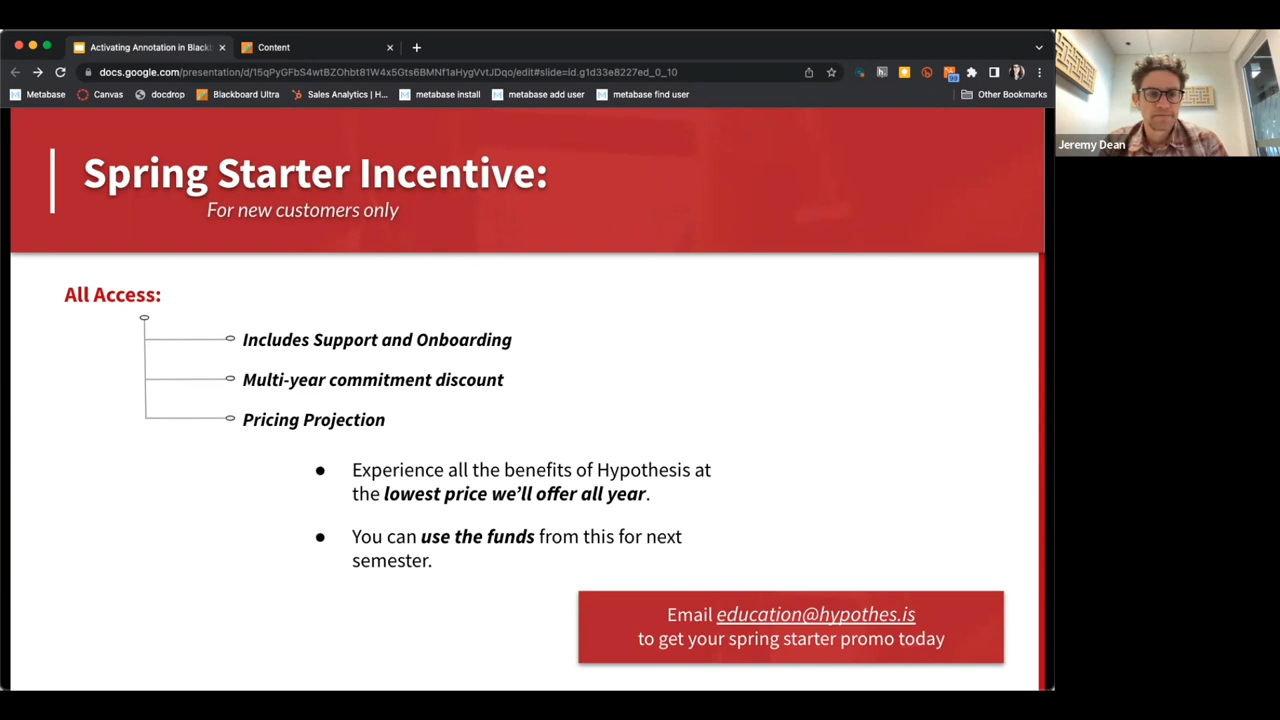 Activating Annotation in Blackb
Content
docs.google.com/presentation/d/15qPyGFbS4wtBZOhbt81W4x5Gts6BMNf1aHygVvtJDqo/edit#slide=id.g1d33e8227ed_0_10
Metabase
Canvas
docdrop
Blackboard Ultra
Sales Analytics | H...
metabase install
metabase add user
metabase find user
Other Bookmarks
Jeremy Dean
Spring Starter Incentive:
For new customers only
All Access:
Includes Support and Onboarding
Multi-year commitment discount
Pricing Projection
● Experience all the benefits of Hypothesis at
the lowest price we'll offer all year.
● You can use the funds from this for next
semester.
Email education@hypothes.is
to get your spring starter promo today